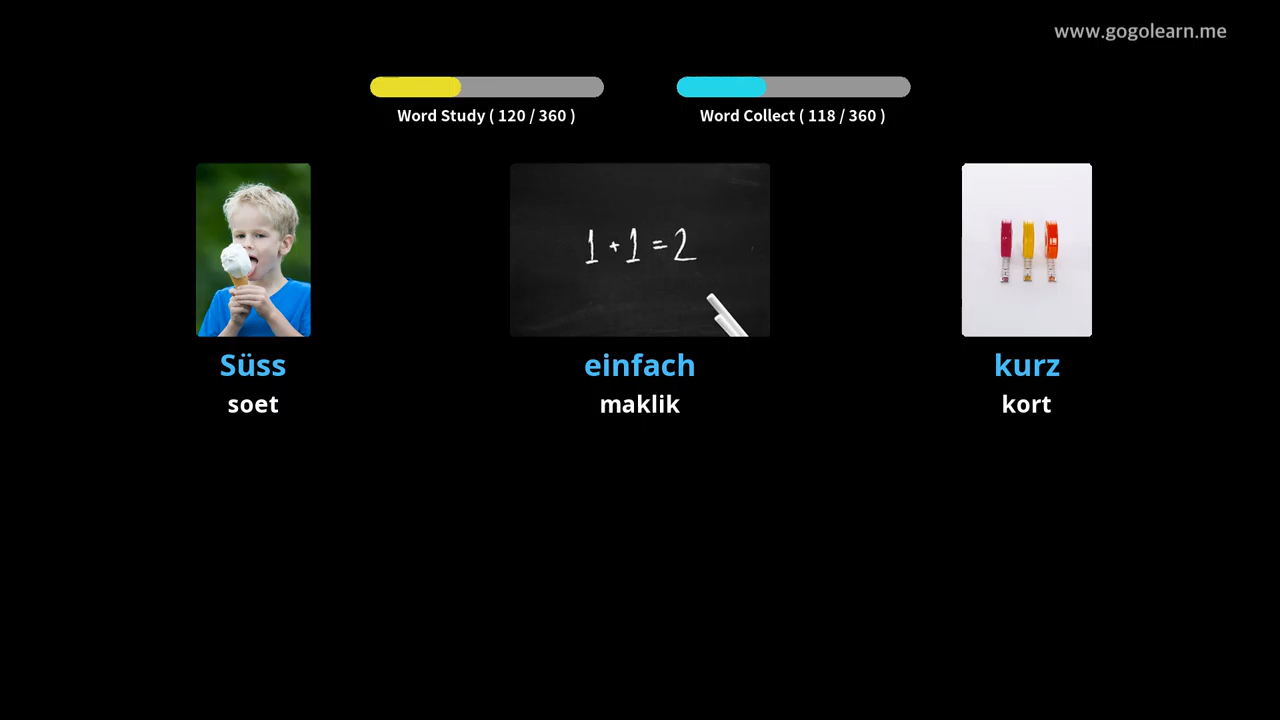 www.gogolearn.me
Word Study ( 120 / 360 )
Word Collect ( 118 / 360 )
1 + 1 = 2
Süss
einfach
kurz
soet
maklik
kort